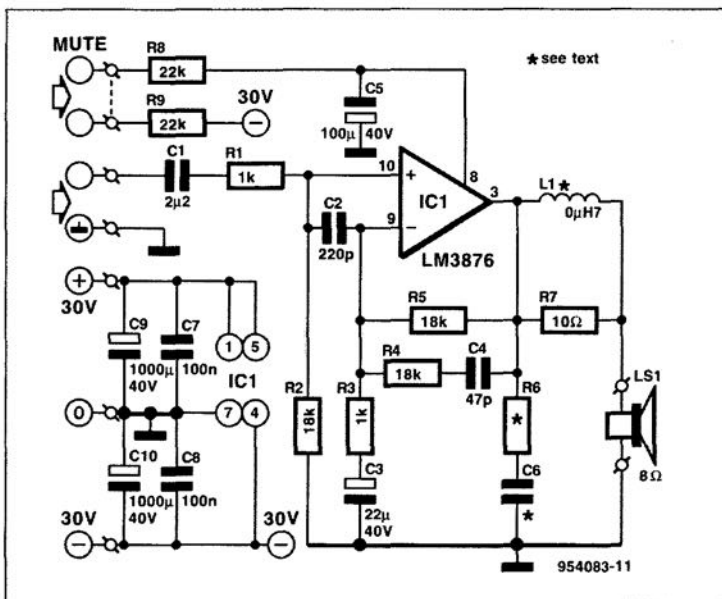 MUTE
R8
22k
* see text
R9
22k
30V
−
C5
100µ 40V
C1
2µ2
R1
1k
10
+
IC1
8
3
L1*
0µH7
C2
220p
9
−
LM3876
+
30V
C9
1000µ
40V
C7
100n
1 5
IC1
R5
18k
R7
10Ω
R4
18k
C4
47p
R2
18k
R3
1k
R6
*
LS1
8Ω
0
7 4
C10
1000µ
40V
C8
100n
C3
22µ
40V
C6
*
30V
−
30V
−
954083-11